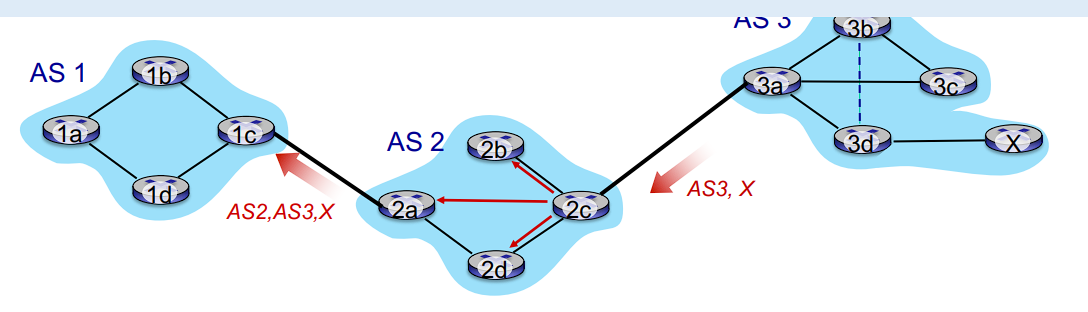 AS 3
3b
AS 1
1b
3a
3c
1a
1c
AS 2
2b
3d
X
1d
AS3, X
AS2,AS3,X
2a
2c
2d